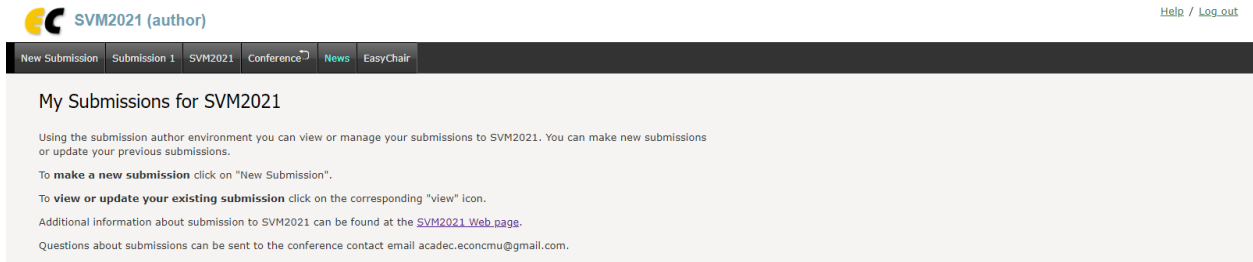 EC SVM2021 (author)
Help / Log out
New Submission Submission 1 SVM2021 Conference News EasyChair
My Submissions for SVM2021
Using the submission author environment you can view or manage your submissions to SVM2021. You can make new submissions
or update your previous submissions.
To make a new submission click on "New Submission".
To view or update your existing submission click on the corresponding "view" icon.
Additional information about submission to SVM2021 can be found at the SVM2021 Web page.
Questions about submissions can be sent to the conference contact email acadec.econcmu@gmail.com.